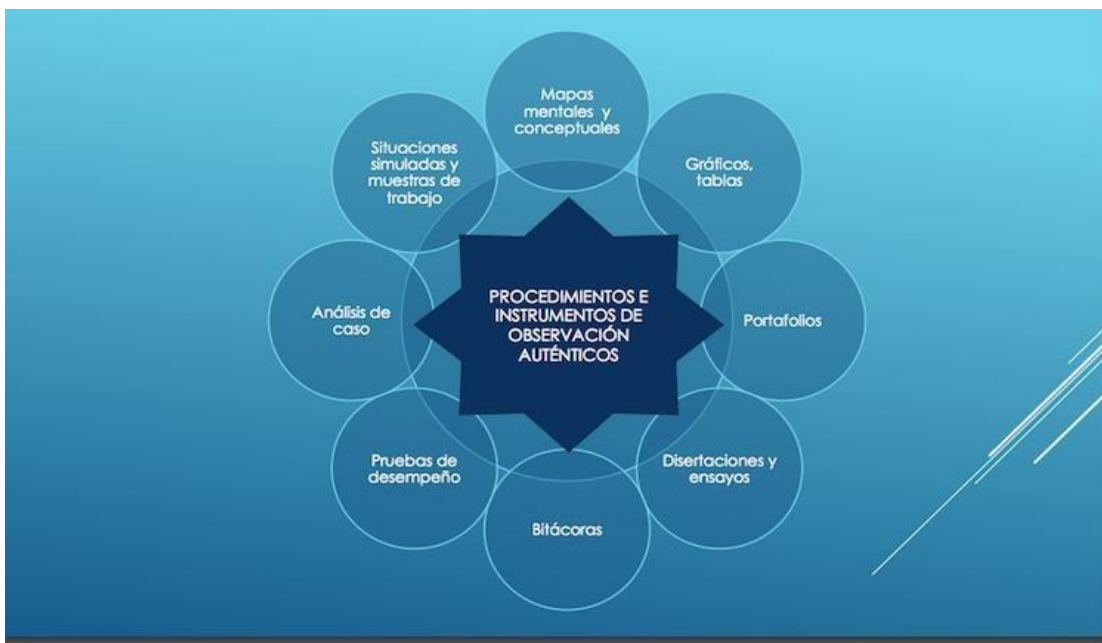 Mapas
mentales y
conceptuales
Gráficos,
tablas
Portafolios
Disertaciones y
ensayos
Bitácoras
Pruebas de
desempeño
Análisis de
caso
Situaciones
simuladas y
muestras de
trabajo
PROCEDIMIENTOS E
INSTRUMENTOS DE
OBSERVACIÓN
AUTÉNTICOS